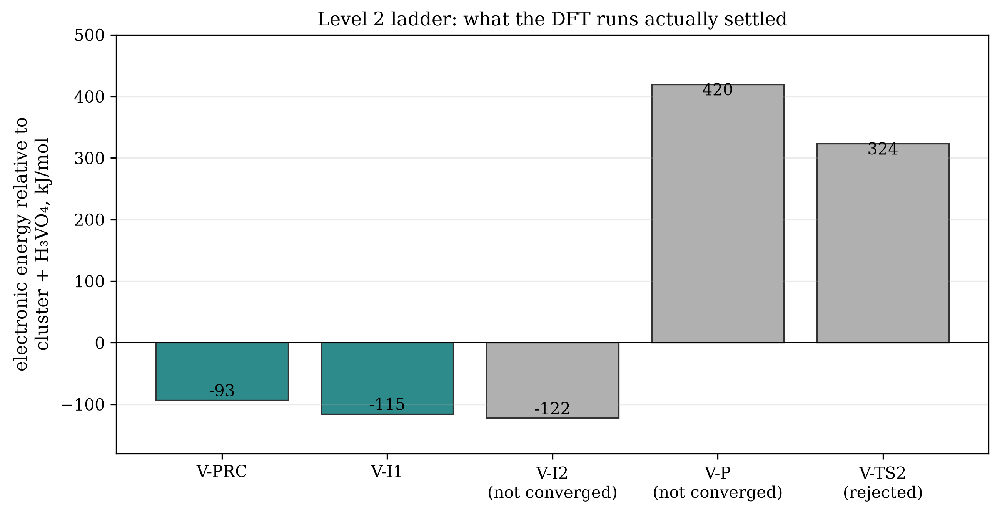 Level 2 ladder: what the DFT runs actually settled
electronic energy relative to
cluster + H₃VO₄, kJ/mol
500
400
300
200
100
0
−100
420
324
-93
-115
-122
V-PRC
V-I1
V-I2
(not converged)
V-P
(not converged)
V-TS2
(rejected)